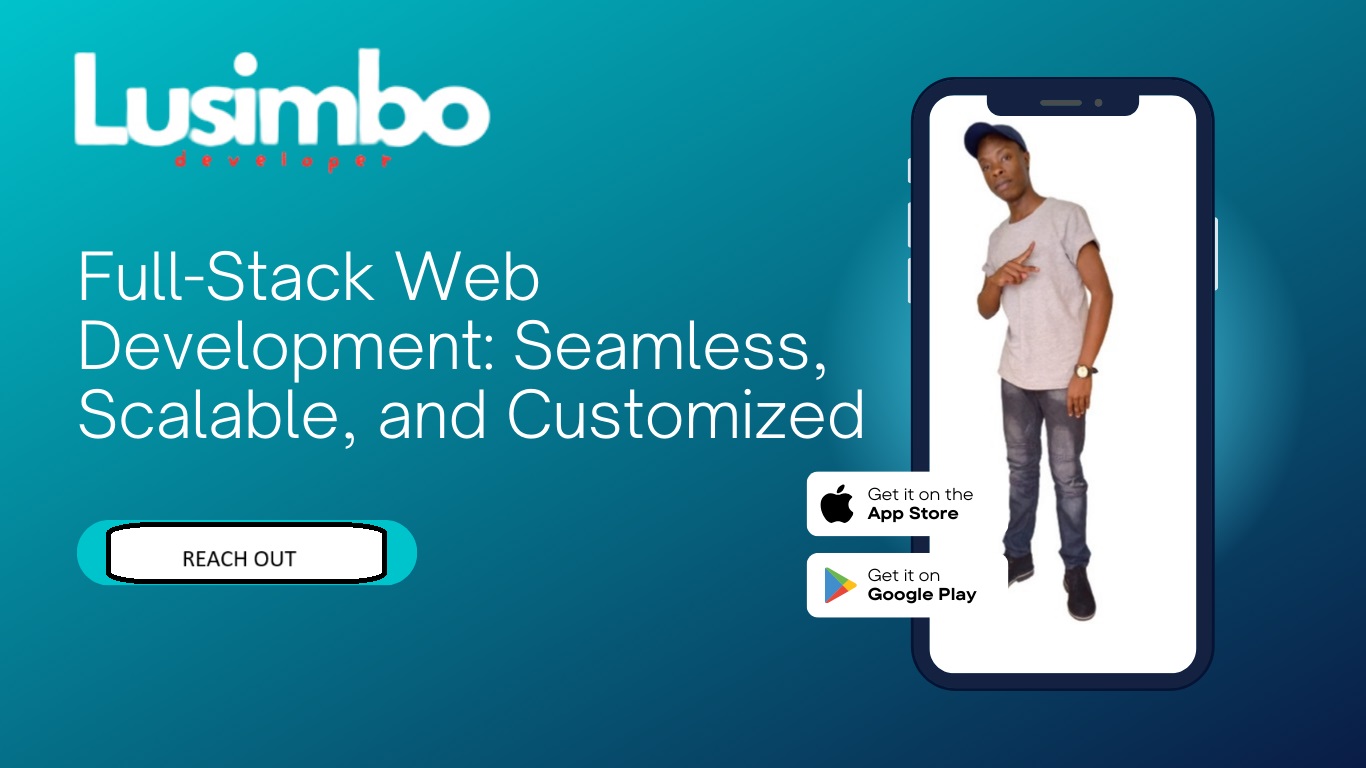 Lusimbo
developer
Full-Stack Web
Development: Seamless,
Scalable, and Customized
REACH OUT
Get it on the
App Store
Get it on
Google Play